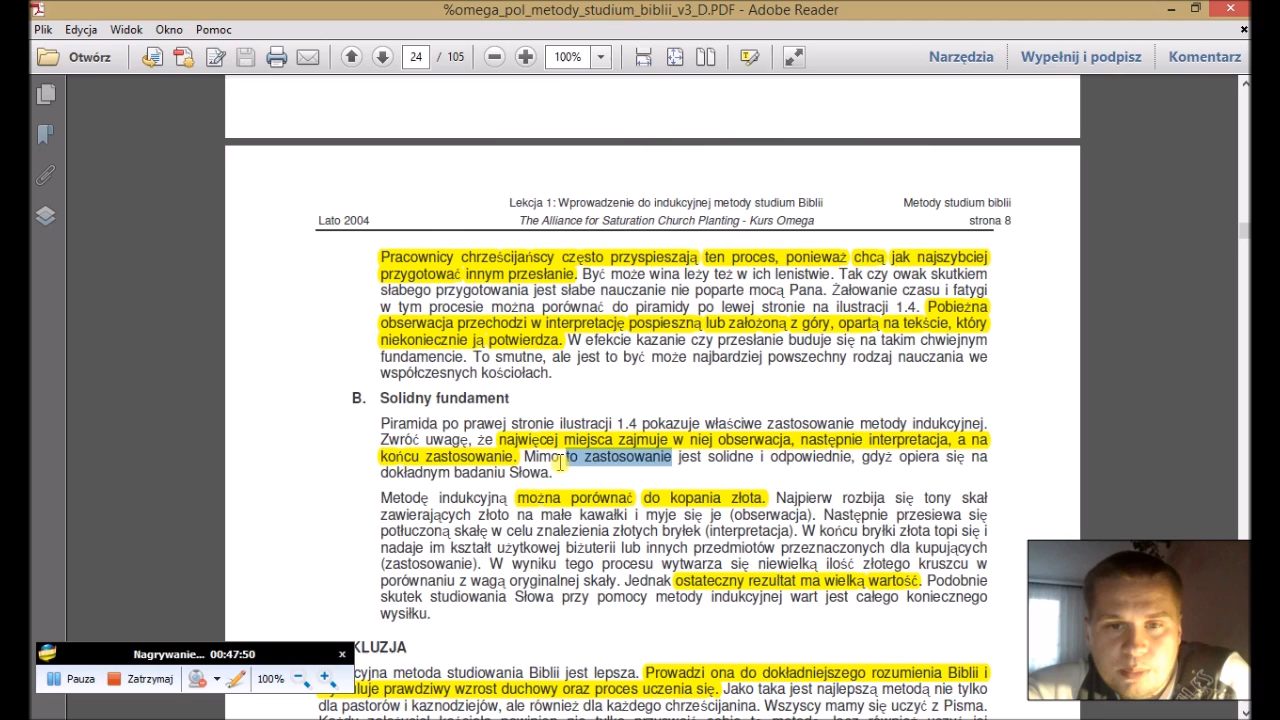 %omega_pol_metody_studium_biblii_v3_D.PDF - Adobe Reader
Plik Edycja Widok Okno Pomoc
Otwórz 24 / 105 100% Narzędzia Wypełnij i podpisz Komentarz
Lekcja 1: Wprowadzenie do indukcyjnej metody studium Biblii Metody studium biblii
Lato 2004 The Alliance for Saturation Church Planting - Kurs Omega strona 8
Pracownicy chrześcijańscy często przyspieszają ten proces, ponieważ chcą jak najszybciej
przygotować innym przesłanie. Być może wina leży też w ich lenistwie. Tak czy owak skutkiem
słabego przygotowania jest słabe nauczanie nie poparte mocą Pana. Żałowanie czasu i fatygi
w tym procesie można porównać do piramidy po lewej stronie na ilustracji 1.4. Pobieżna
obserwacja przechodzi w interpretację pospieszną lub założoną z góry, opartą na tekście, który
niekoniecznie ją potwierdza. W efekcie kazanie czy przesłanie buduje się na takim chwiejnym
fundamencie. To smutne, ale jest to być może najbardziej powszechny rodzaj nauczania we
współczesnych kościołach.
B. Solidny fundament
Piramida po prawej stronie ilustracji 1.4 pokazuje właściwe zastosowanie metody indukcyjnej.
Zwróć uwagę, że najwięcej miejsca zajmuje w niej obserwacja, następnie interpretacja, a na
końcu zastosowanie. Mimo to zastosowanie jest solidne i odpowiednie, gdyż opiera się na
dokładnym badaniu Słowa.
Metodę indukcyjną można porównać do kopania złota. Najpierw rozbija się tony skał
zawierających złoto na małe kawałki i myje się je (obserwacja). Następnie przesiewa się
potłuczoną skałę w celu znalezienia złotych bryłek (interpretacja). W końcu bryłki złota topi się i
nadaje im kształt użytkowej biżuterii lub innych przedmiotów przeznaczonych dla kupujących
(zastosowanie). W wyniku tego procesu wytwarza się niewielką ilość złotego kruszcu w
porównaniu z wagą oryginalnej skały. Jednak ostateczny rezultat ma wielką wartość. Podobnie
skutek studiowania Słowa przy pomocy metody indukcyjnej wart jest całego koniecznego
wysiłku.
KLUZJA
cyjna metoda studiowania Biblii jest lepsza. Prowadzi ona do dokładniejszego rozumienia Biblii i
prawdziwy wzrost duchowy oraz proces uczenia się. Jako taka jest najlepszą metodą nie tylko
dla pastorów i kaznodziejów, ale również dla każdego chrześcijanina. Wszyscy mamy się uczyć z Pisma.
Nagrywanie... 00:47:50
Pauza Zatrzymaj 100%